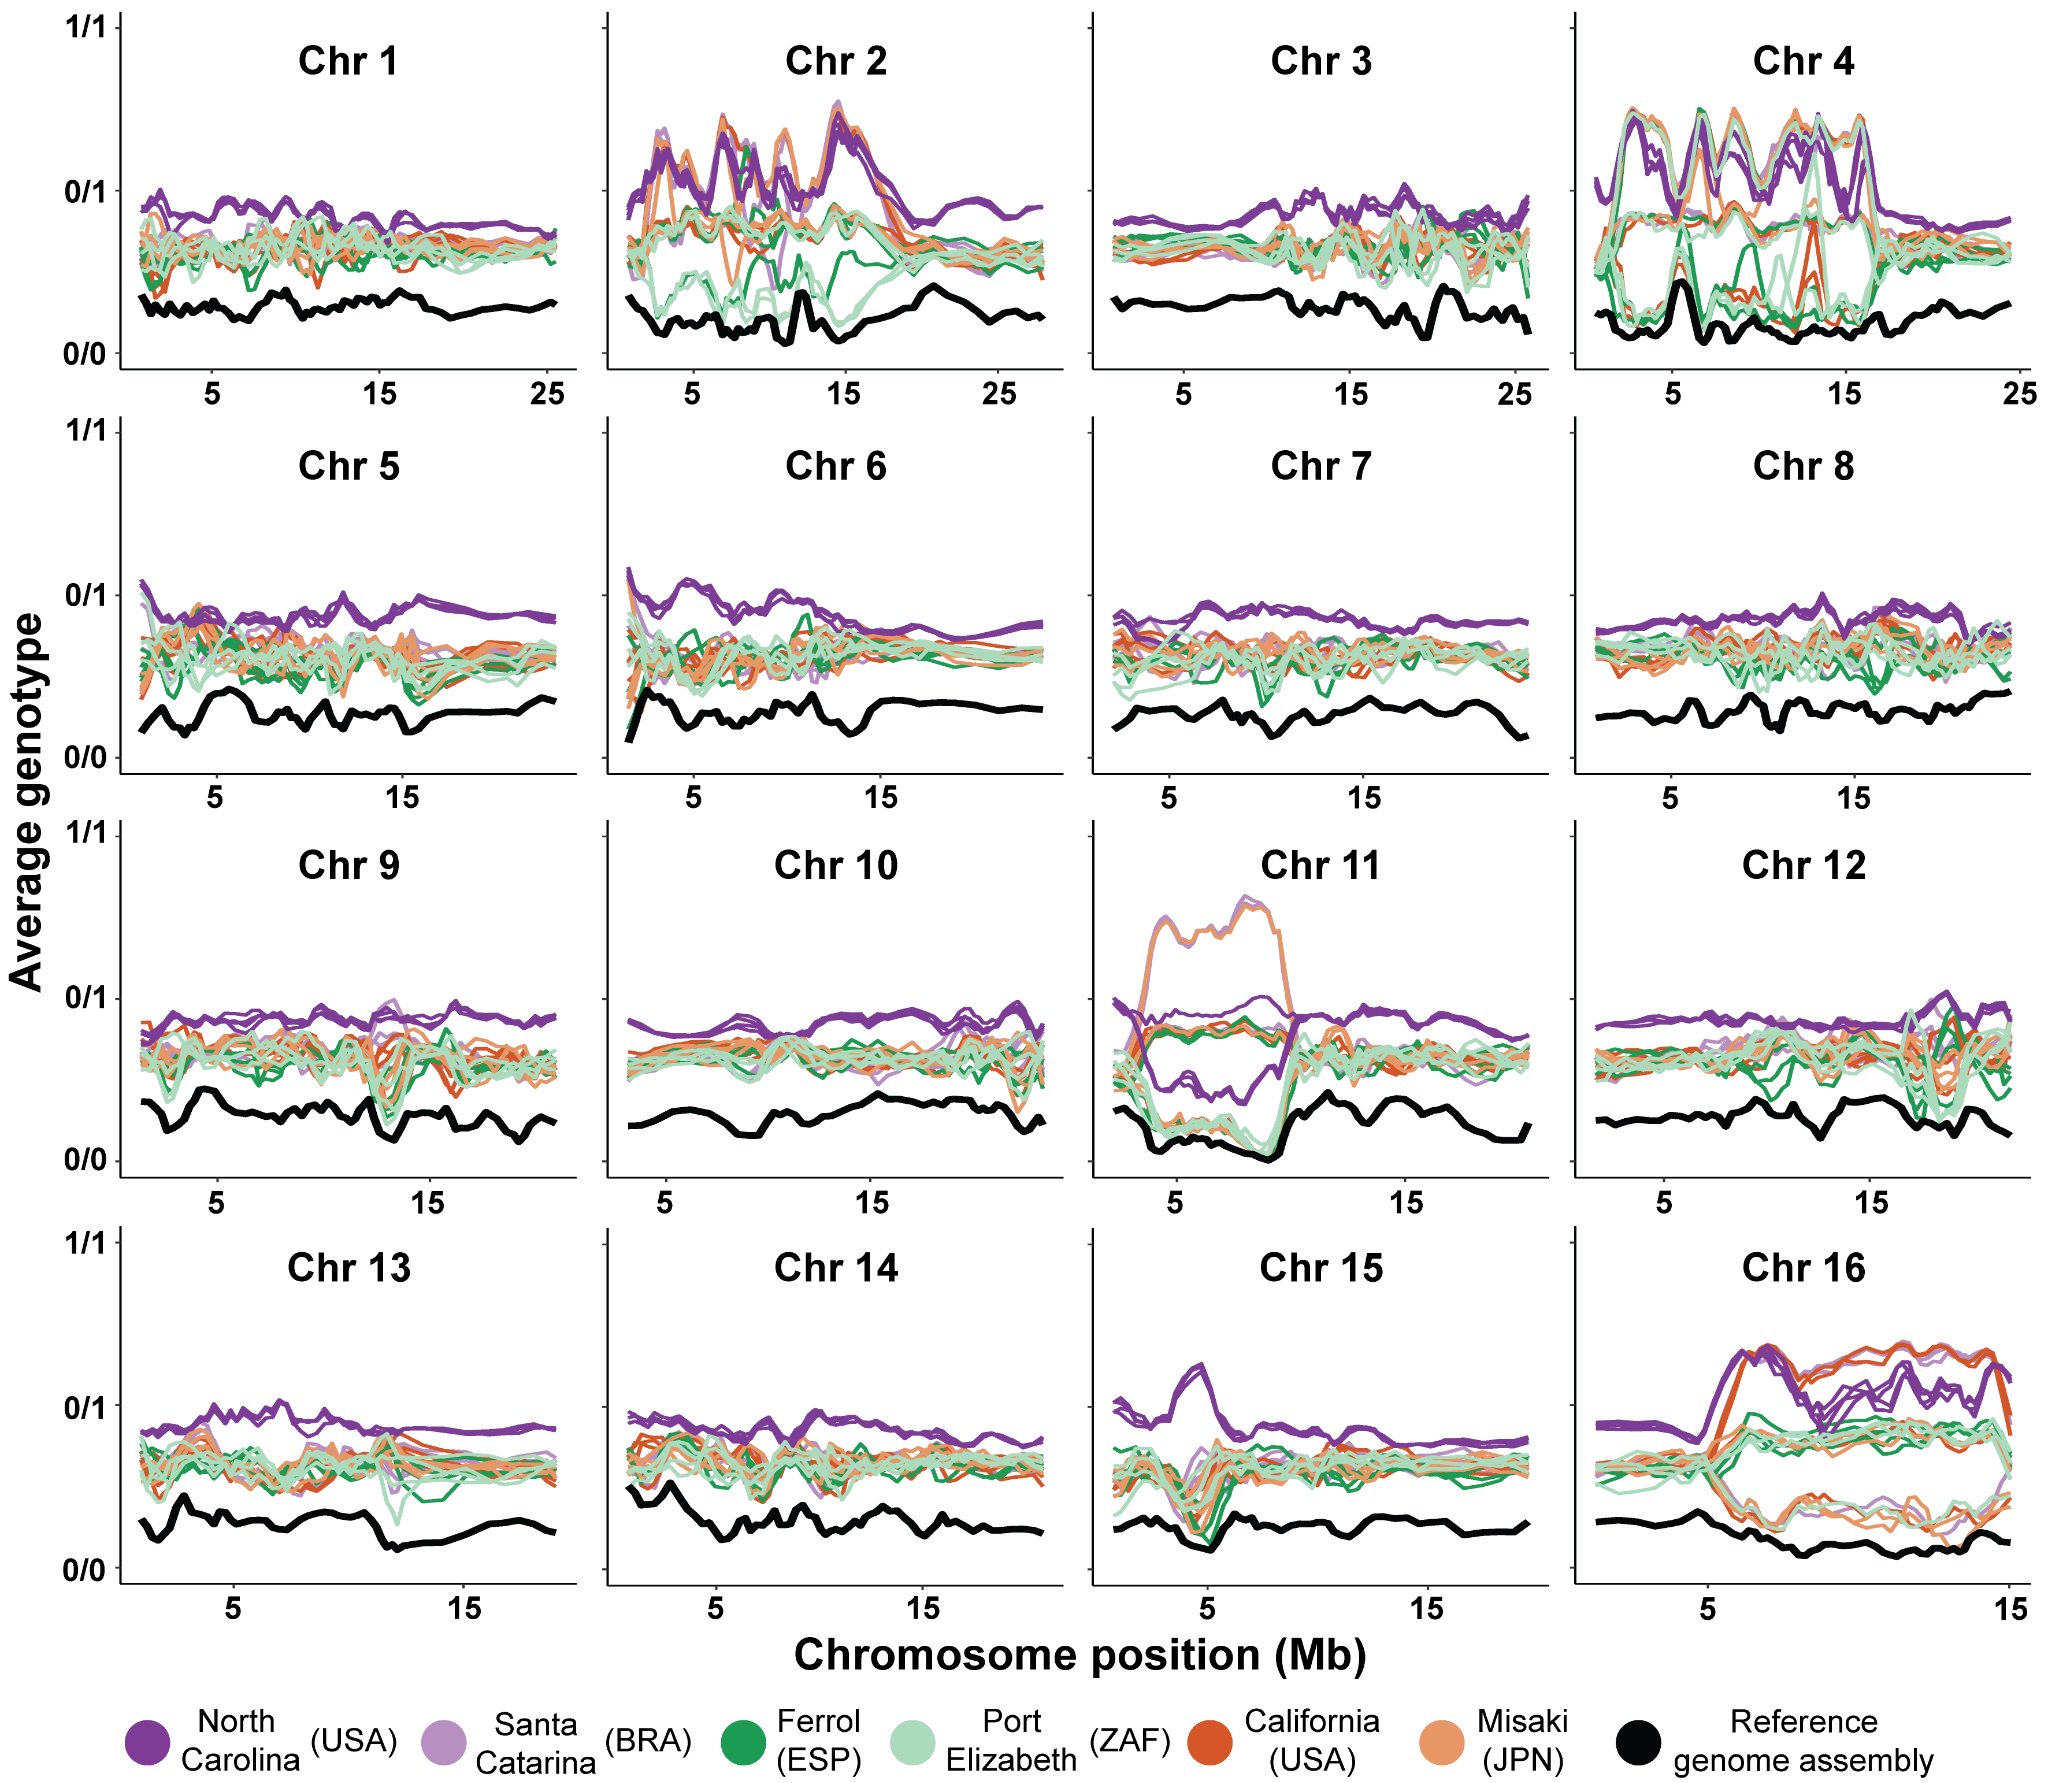 Average genotype
1/1
0/1
0/0
Chr 1
5 15 25
Chr 2
5 15 25
Chr 3
5 15 25
Chr 4
5 15 25
1/1
0/1
0/0
Chr 5
5 15
Chr 6
5 15
Chr 7
5 15
Chr 8
5 15
1/1
0/1
0/0
Chr 9
5 15
Chr 10
5 15
Chr 11
5 15
Chr 12
5 15
1/1
0/1
0/0
Chr 13
5 15
Chr 14
5 15
Chr 15
5 15
Chr 16
5 15
Chromosome position (Mb)
North Carolina (USA)
Santa Catarina (BRA)
Ferrol (ESP)
Port Elizabeth (ZAF)
California (USA)
Misaki (JPN)
Reference genome assembly